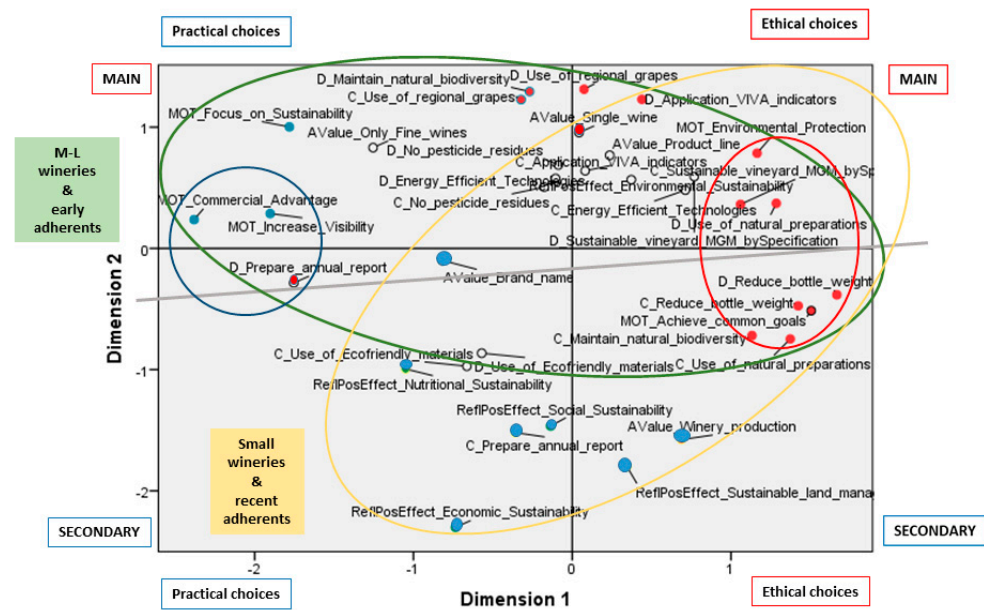 Practical choices
Ethical choices
MAIN
MAIN
D_Maintain_natural_biodiversity
D_Use_of_regional_grapes
C_Use_of_regional_grapes
D_Application_VIVA_indicators
MOT_Focus_on_Sustainability
AValue_Single_wine
MOT_Environmental_Protection
AValue_Only_Fine_wines
AValue_Product_line
D_No_pesticide_residues
C_Application_VIVA_indicators
C_Sustainable_vineyard_MGM_bySp
D_Energy_Efficient_Technologies
ReflPosEffect_Environmental_Sustainability
C_No_pesticide_residues
C_Energy_Efficient_Technologies
MOT_Commercial_Advantage
D_Use_of_natural_preparations
MOT_Increase_Visibility
D_Sustainable_vineyard_MGM_bySpecification
D_Prepare_annual_report
AValue_Brand_name
D_Reduce_bottle_weight
C_Reduce_bottle_weight
MOT_Achieve_common_goals
C_Maintain_natural_biodiversity
C_Use_of_Ecofriendly_materials
D_Use_of_Ecofriendly_materials
C_Use_of_natural_preparations
ReflPosEffect_Nutritional_Sustainability
ReflPosEffect_Social_Sustainability
AValue_Winery_production
C_Prepare_annual_report
ReflPosEffect_Sustainable_land_mana
ReflPosEffect_Economic_Sustainability
M-L
wineries
&
early
adherents
Small
wineries
&
recent
adherents
SECONDARY
SECONDARY
Dimension 2
1
0
-1
-2
-2
-1
0
1
Dimension 1
Practical choices
Ethical choices